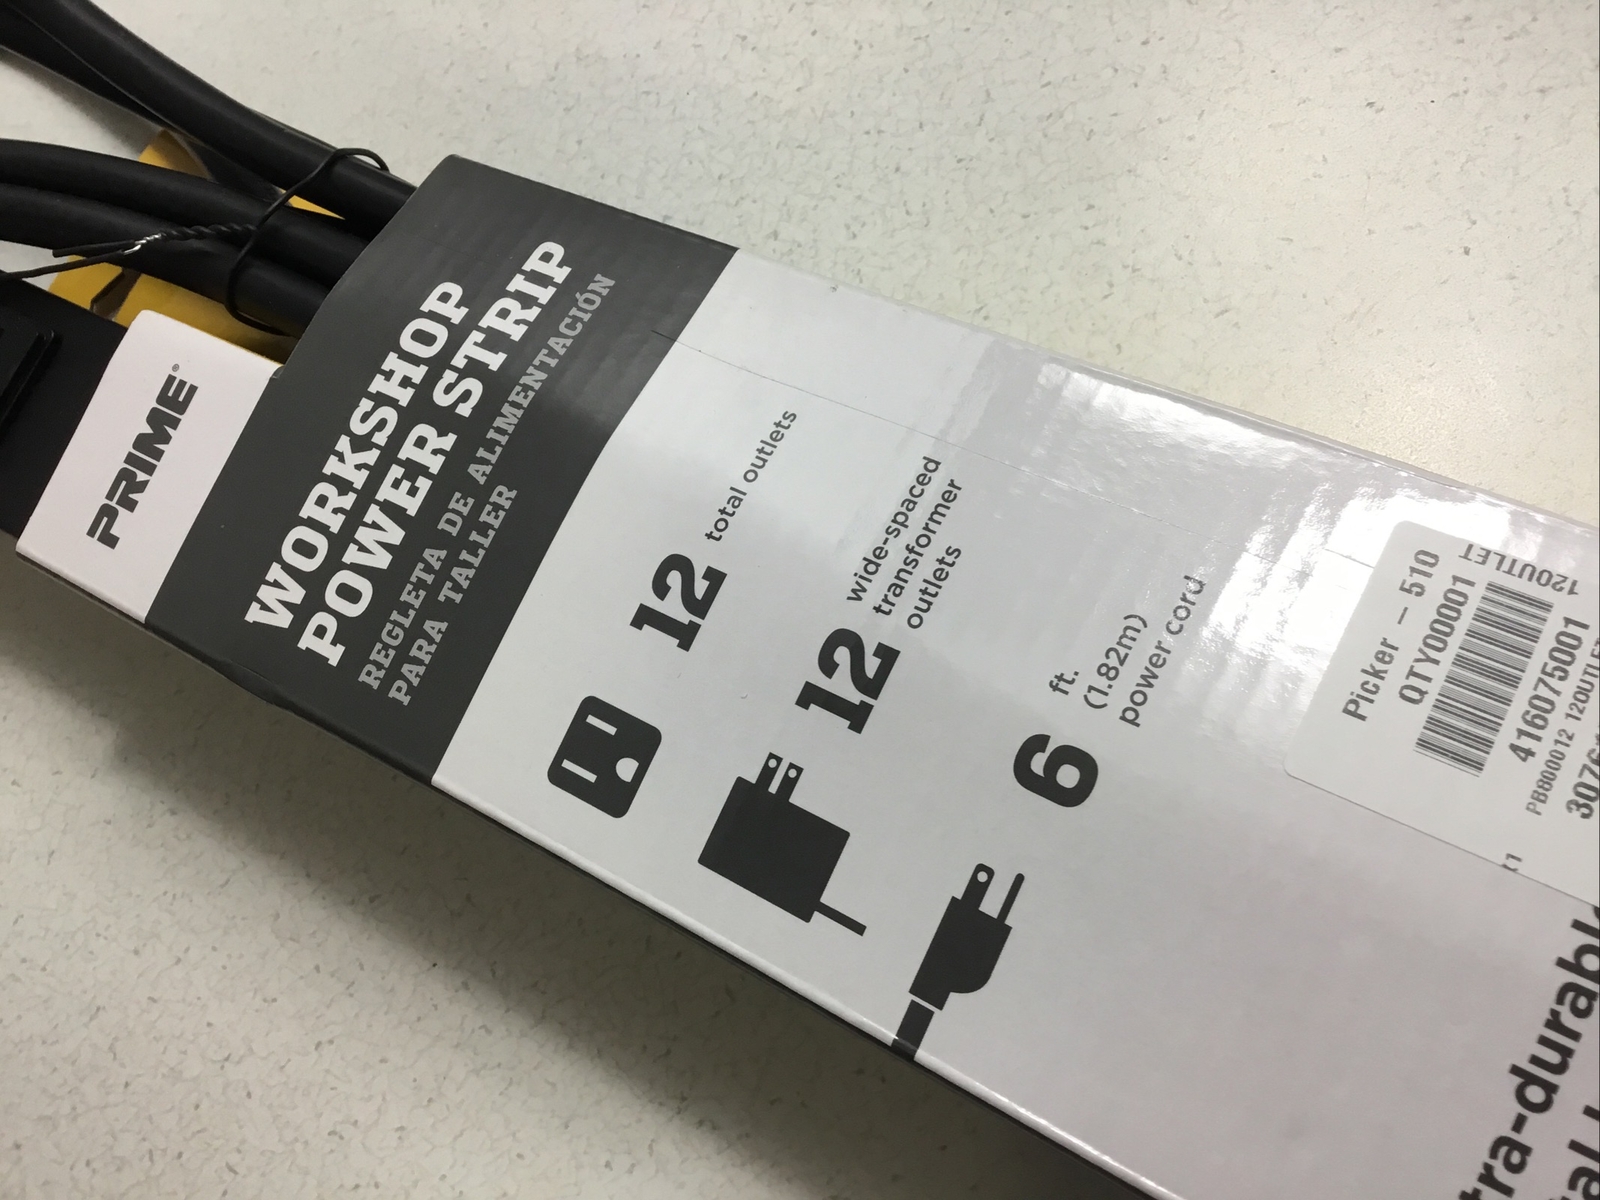 PRIME®
WORKSHOP
POWER STRIP
REGLETA DE ALIMENTACIÓN
PARA TALLER
12 total outlets
12 wide-spaced
transformer
outlets
6 ft.
(1.82m)
power cord
Picker - 510
QTY00001
416075001
PB800012 12OUTLET
12OUTLET